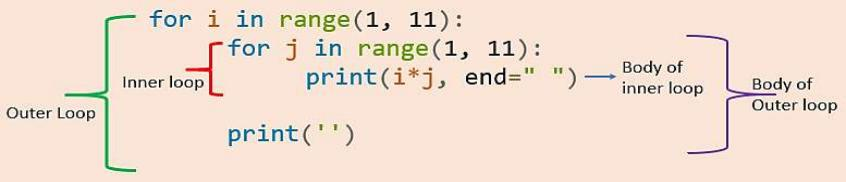 for i in range(1, 11):
for j in range(1, 11):
Inner loop
print(i*j, end=" ")
Body of
inner loop
Body of
Outer loop
Outer Loop
print('')